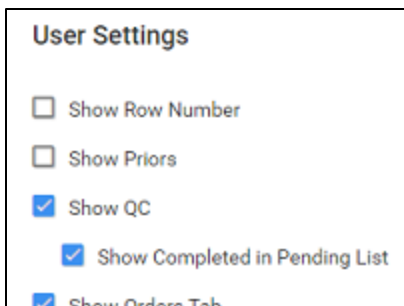 User Settings
Show Row Number
Show Priors
Show QC
Show Completed in Pending List
Show Orders Tab